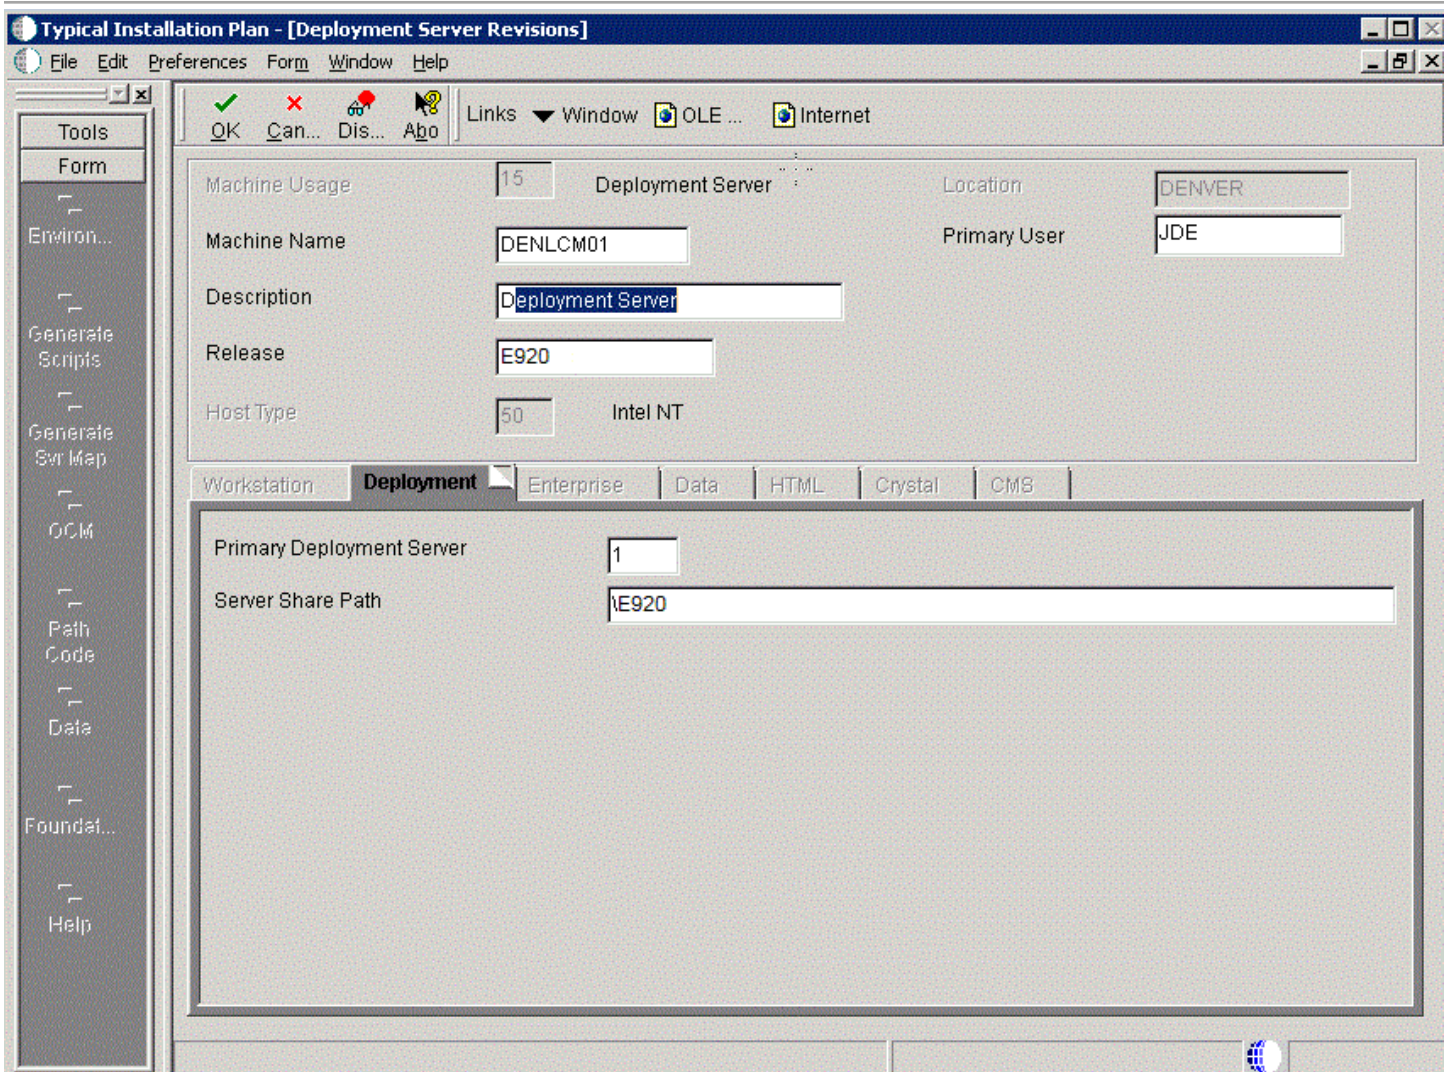 Typical Installation Plan - [Deployment Server Revisions]
File Edit Preferences Form Window Help
OK Can... Dis... Abo Links Window OLE ... Internet
Tools
Form
Environ...
Generate
Scripts
Generate
Svr Map
OCM
Path
Code
Data
Foundat...
Help
Machine Usage 15 Deployment Server Location DENVER
Machine Name DENLCM01 Primary User JDE
Description Deployment Server
Release E920
Host Type 50 Intel NT
Workstation Deployment Enterprise Data HTML Crystal CMS
Primary Deployment Server 1
Server Share Path \E920